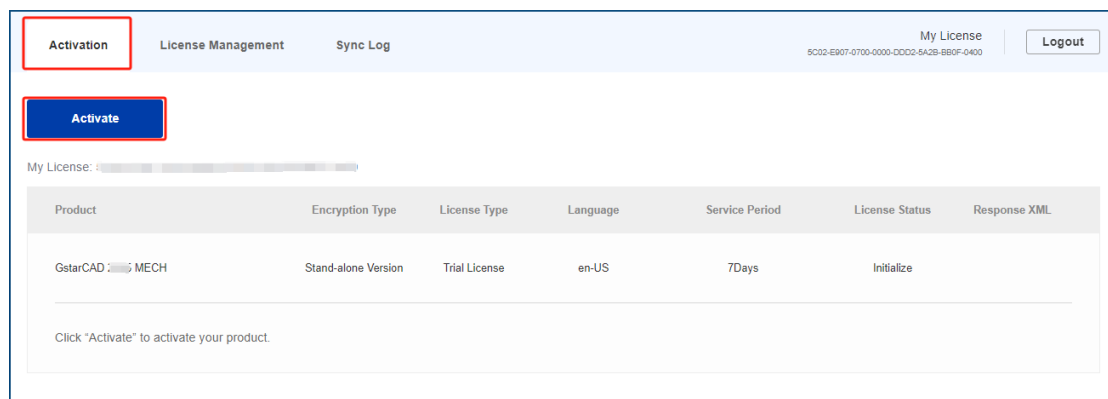 Activation License Management Sync Log My License Logout
5C02-E907-0700-0000-DDD2-5A2B-BB0F-0400
Activate
My License:
Product Encryption Type License Type Language Service Period License Status Response XML
GstarCAD MECH Stand-alone Version Trial License en-US 7Days Initialize
Click “Activate” to activate your product.